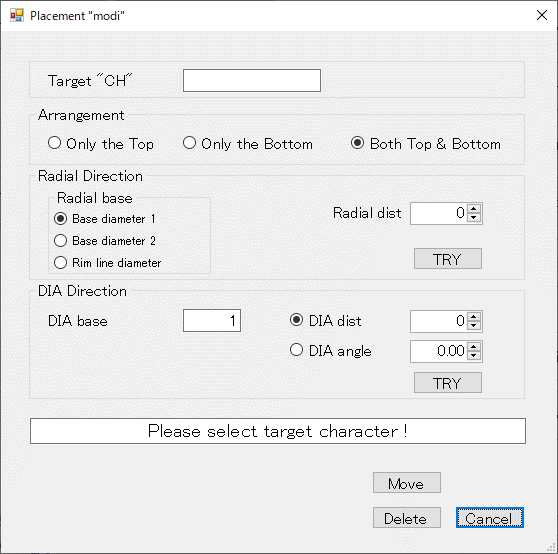 Placement "modi"
Target "CH"
Arrangement
Only the Top Only the Bottom Both Top & Bottom
Radial Direction
Radial base
Base diameter 1
Base diameter 2
Rim line diameter
Radial dist 0
TRY
DIA Direction
DIA base 1
DIA dist 0
DIA angle 0.00
TRY
Please select target character !
Move
Delete Cancel